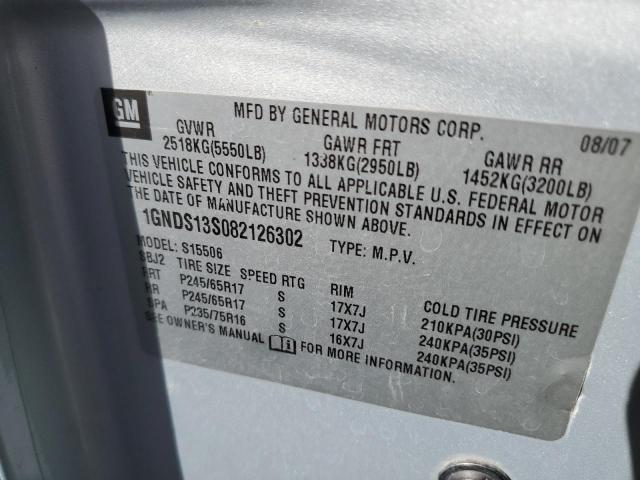 GM
MFD BY GENERAL MOTORS CORP. 08/07
GVWR GAWR FRT GAWR RR
2518KG(5550LB) 1338KG(2950LB) 1452KG(3200LB)
THIS VEHICLE CONFORMS TO ALL APPLICABLE U.S. FEDERAL MOTOR
VEHICLE SAFETY AND THEFT PREVENTION STANDARDS IN EFFECT ON
THE DATE OF MANUFACTURE SHOWN ABOVE.
1GNDS13S082126302 TYPE: M.P.V.
MODEL: S15506
SBJ2 TIRE SIZE SPEED RTG RIM COLD TIRE PRESSURE
FRT P245/65R17 S 17X7J 210KPA(30PSI)
RR P245/65R17 S 17X7J 240KPA(35PSI)
SPA P235/75R16 S 16X7J 240KPA(35PSI)
SEE OWNER'S MANUAL i FOR MORE INFORMATION.